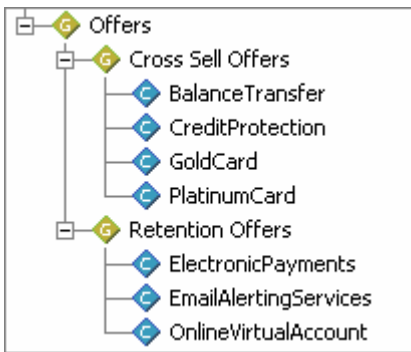 G Offers
G Cross Sell Offers
C BalanceTransfer
C CreditProtection
C GoldCard
C PlatinumCard
G Retention Offers
C ElectronicPayments
C EmailAlertingServices
C OnlineVirtualAccount